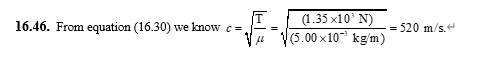 16.46. From equation (16.30) we know c = √(T/μ) = √((1.35 ×10³ N)/(5.00 ×10⁻³ kg/m)) = 520 m/s.↵